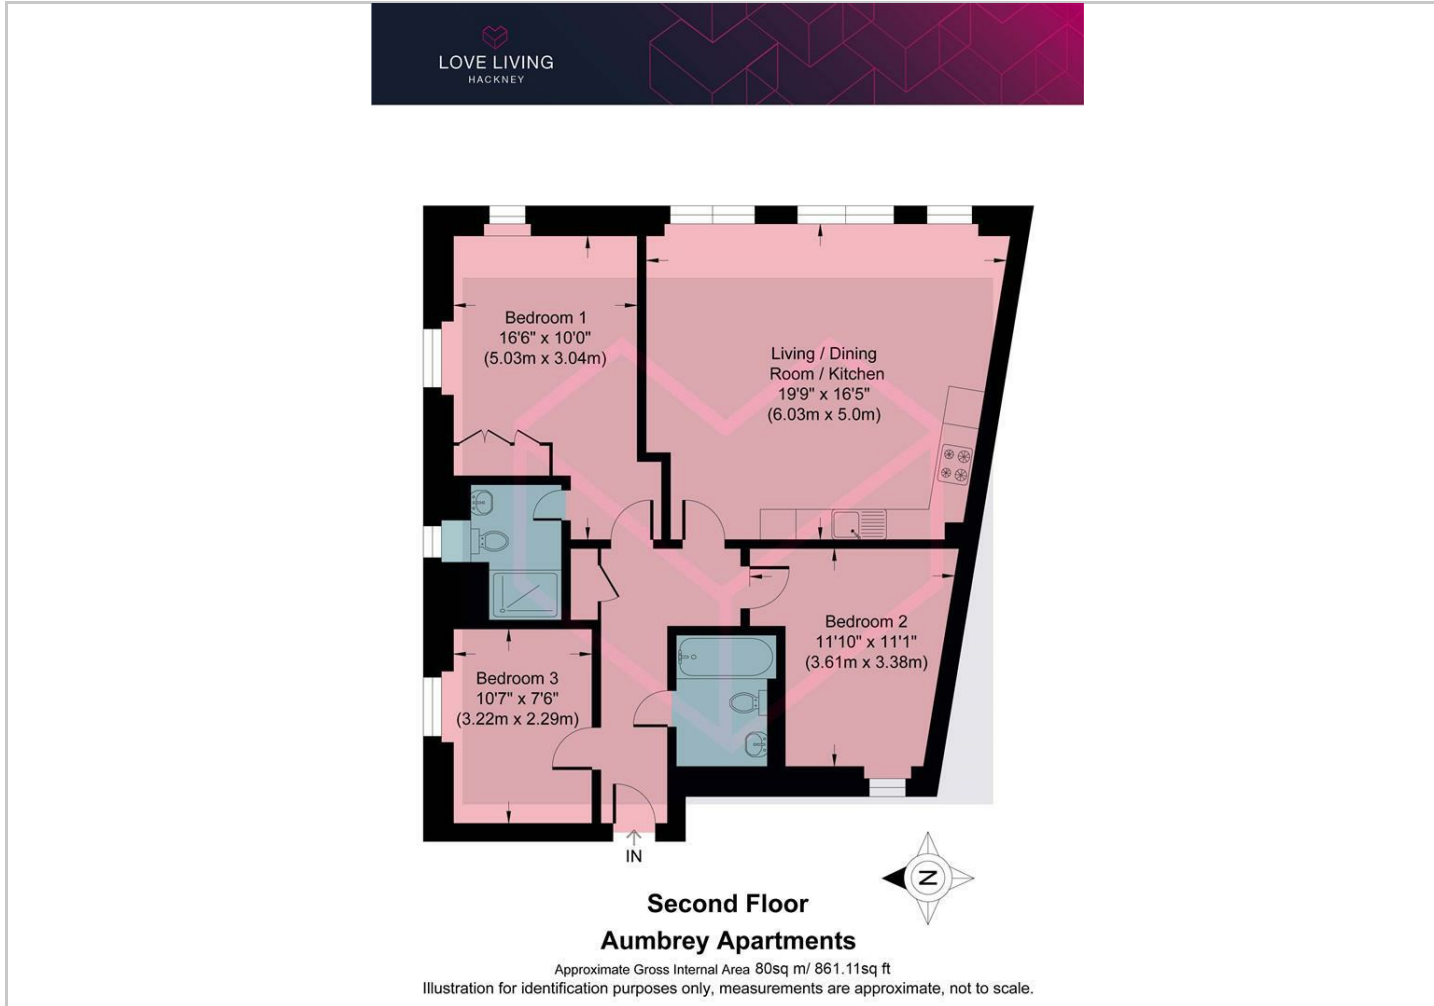 LOVE LIVING
HACKNEY
Bedroom 1
16'6" x 10'0"
(5.03m x 3.04m)
Living / Dining
Room / Kitchen
19'9" x 16'5"
(6.03m x 5.0m)
Bedroom 2
11'10" x 11'1"
(3.61m x 3.38m)
Bedroom 3
10'7" x 7'6"
(3.22m x 2.29m)
IN
N
Second Floor
Aumbrey Apartments
Approximate Gross Internal Area 80sq m/ 861.11sq ft
Illustration for identification purposes only, measurements are approximate, not to scale.